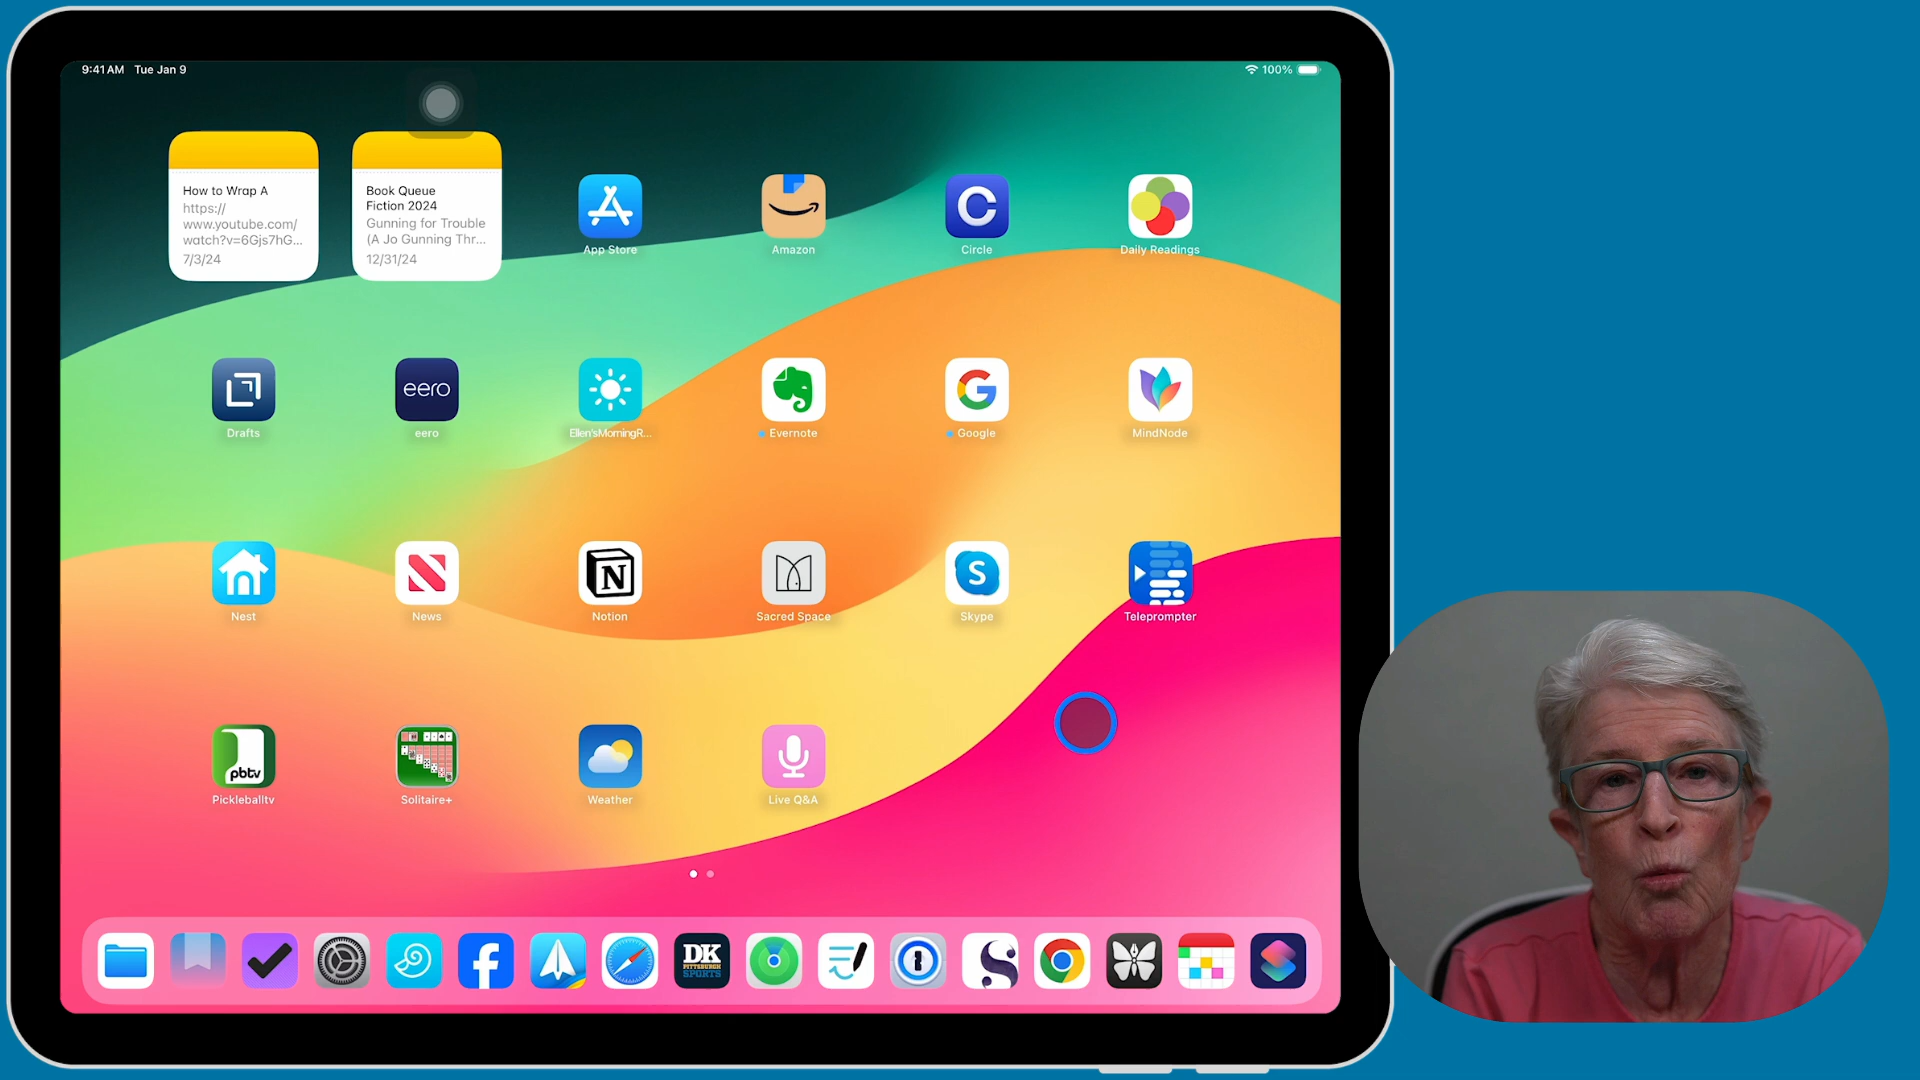 9:41 AM Tue Jan 9
100%
How to Wrap A
https://
www.youtube.com/
watch?v=6Gjs7hG...
7/3/24
Book Queue
Fiction 2024
Gunning for Trouble
(A Jo Gunning Thr...
12/31/24
App Store
Amazon
Circle
Daily Readings
Drafts
eero
eero
Ellen'sMorningR...
Evernote
Google
MindNode
Nest
News
N
Notion
Sacred Space
S
Skype
Teleprompter
pbtv
Pickleballtv
Solitaire+
Weather
Live Q&A
DK
PITTSBURGH
SPORTS